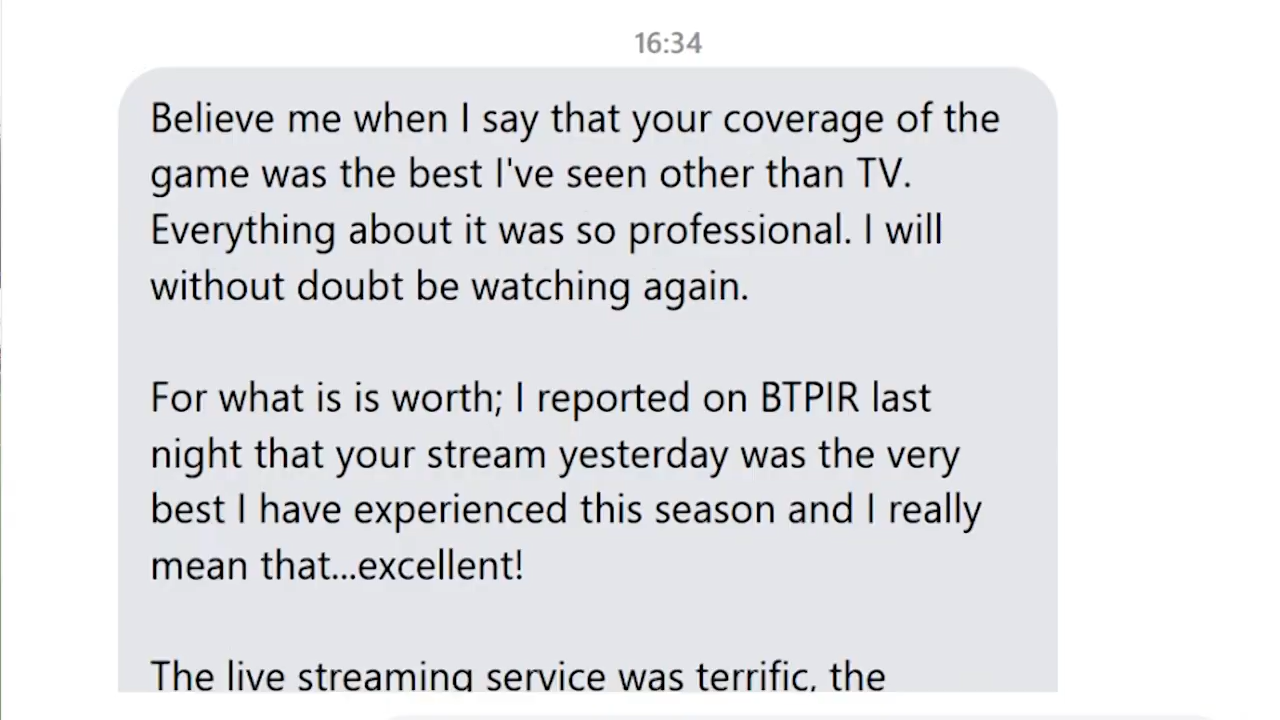 16:34
Believe me when I say that your coverage of the
game was the best I've seen other than TV.
Everything about it was so professional. I will
without doubt be watching again.
For what is is worth; I reported on BTPIR last
night that your stream yesterday was the very
best I have experienced this season and I really
mean that...excellent!
The live streaming service was terrific, the